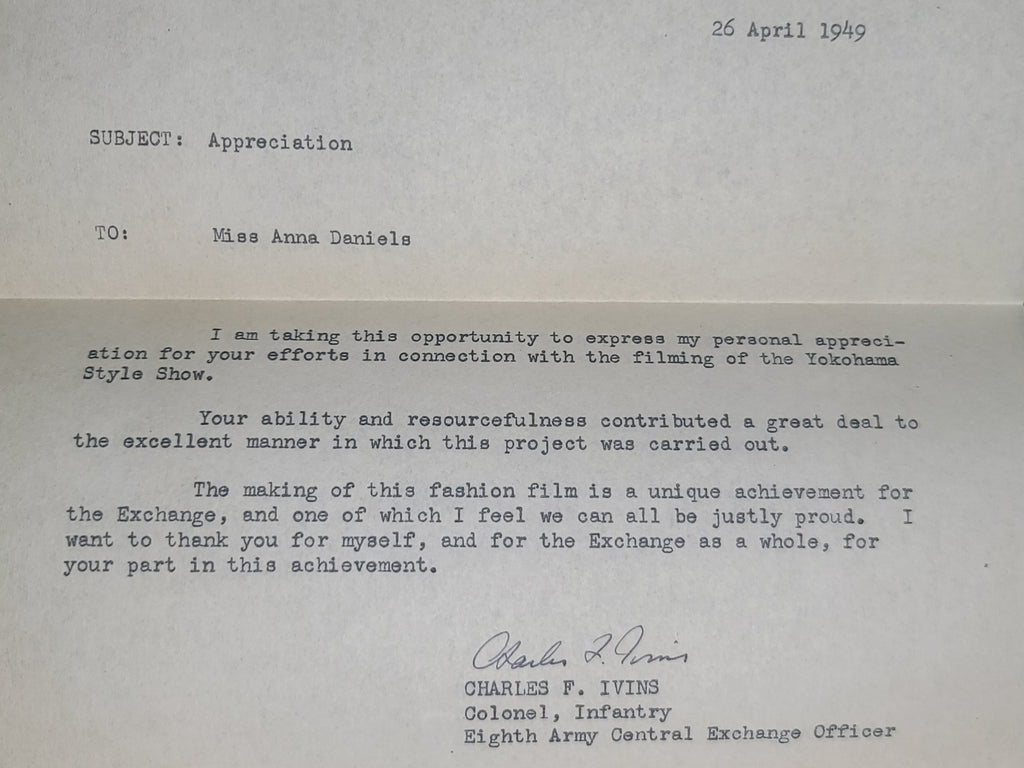 26 April 1949
SUBJECT: Appreciation
TO: Miss Anna Daniels
I am taking this opportunity to express my personal appreci-
ation for your efforts in connection with the filming of the Yokohama
Style Show.
Your ability and resourcefulness contributed a great deal to
the excellent manner in which this project was carried out.
The making of this fashion film is a unique achievement for
the Exchange, and one of which I feel we can all be justly proud. I
want to thank you for myself, and for the Exchange as a whole, for
your part in this achievement.
Charles F. Ivins
CHARLES F. IVINS
Colonel, Infantry
Eighth Army Central Exchange Officer